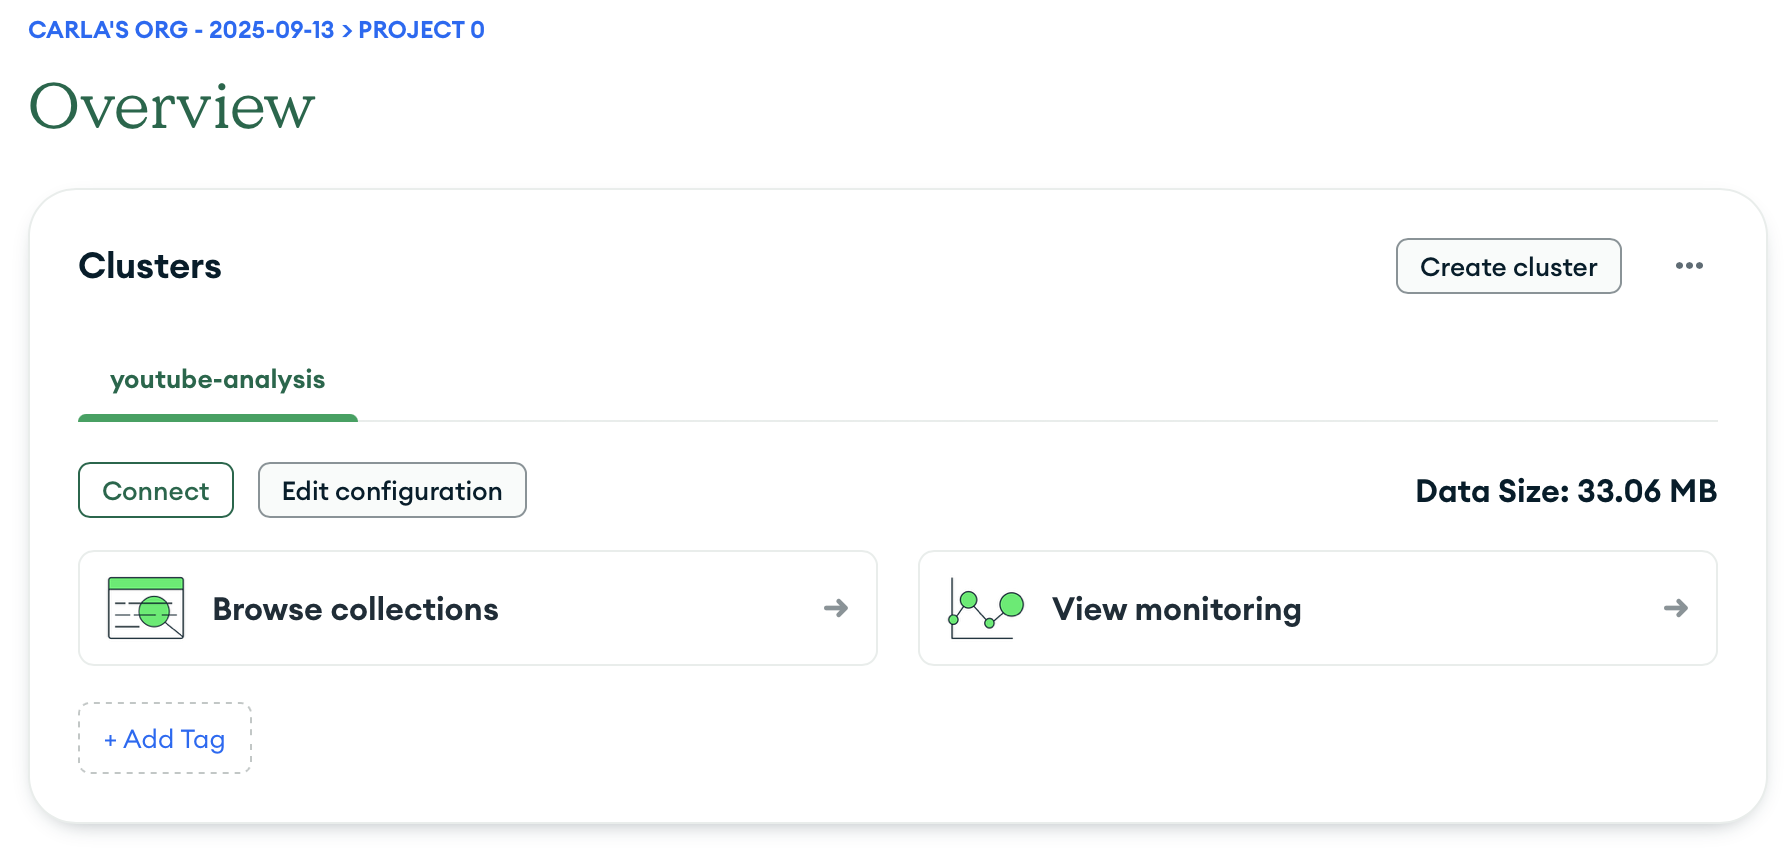 CARLA'S ORG - 2025-09-13 > PROJECT 0
Overview
Clusters
Create cluster
youtube-analysis
Connect
Edit configuration
Data Size: 33.06 MB
Browse collections
View monitoring
+ Add Tag